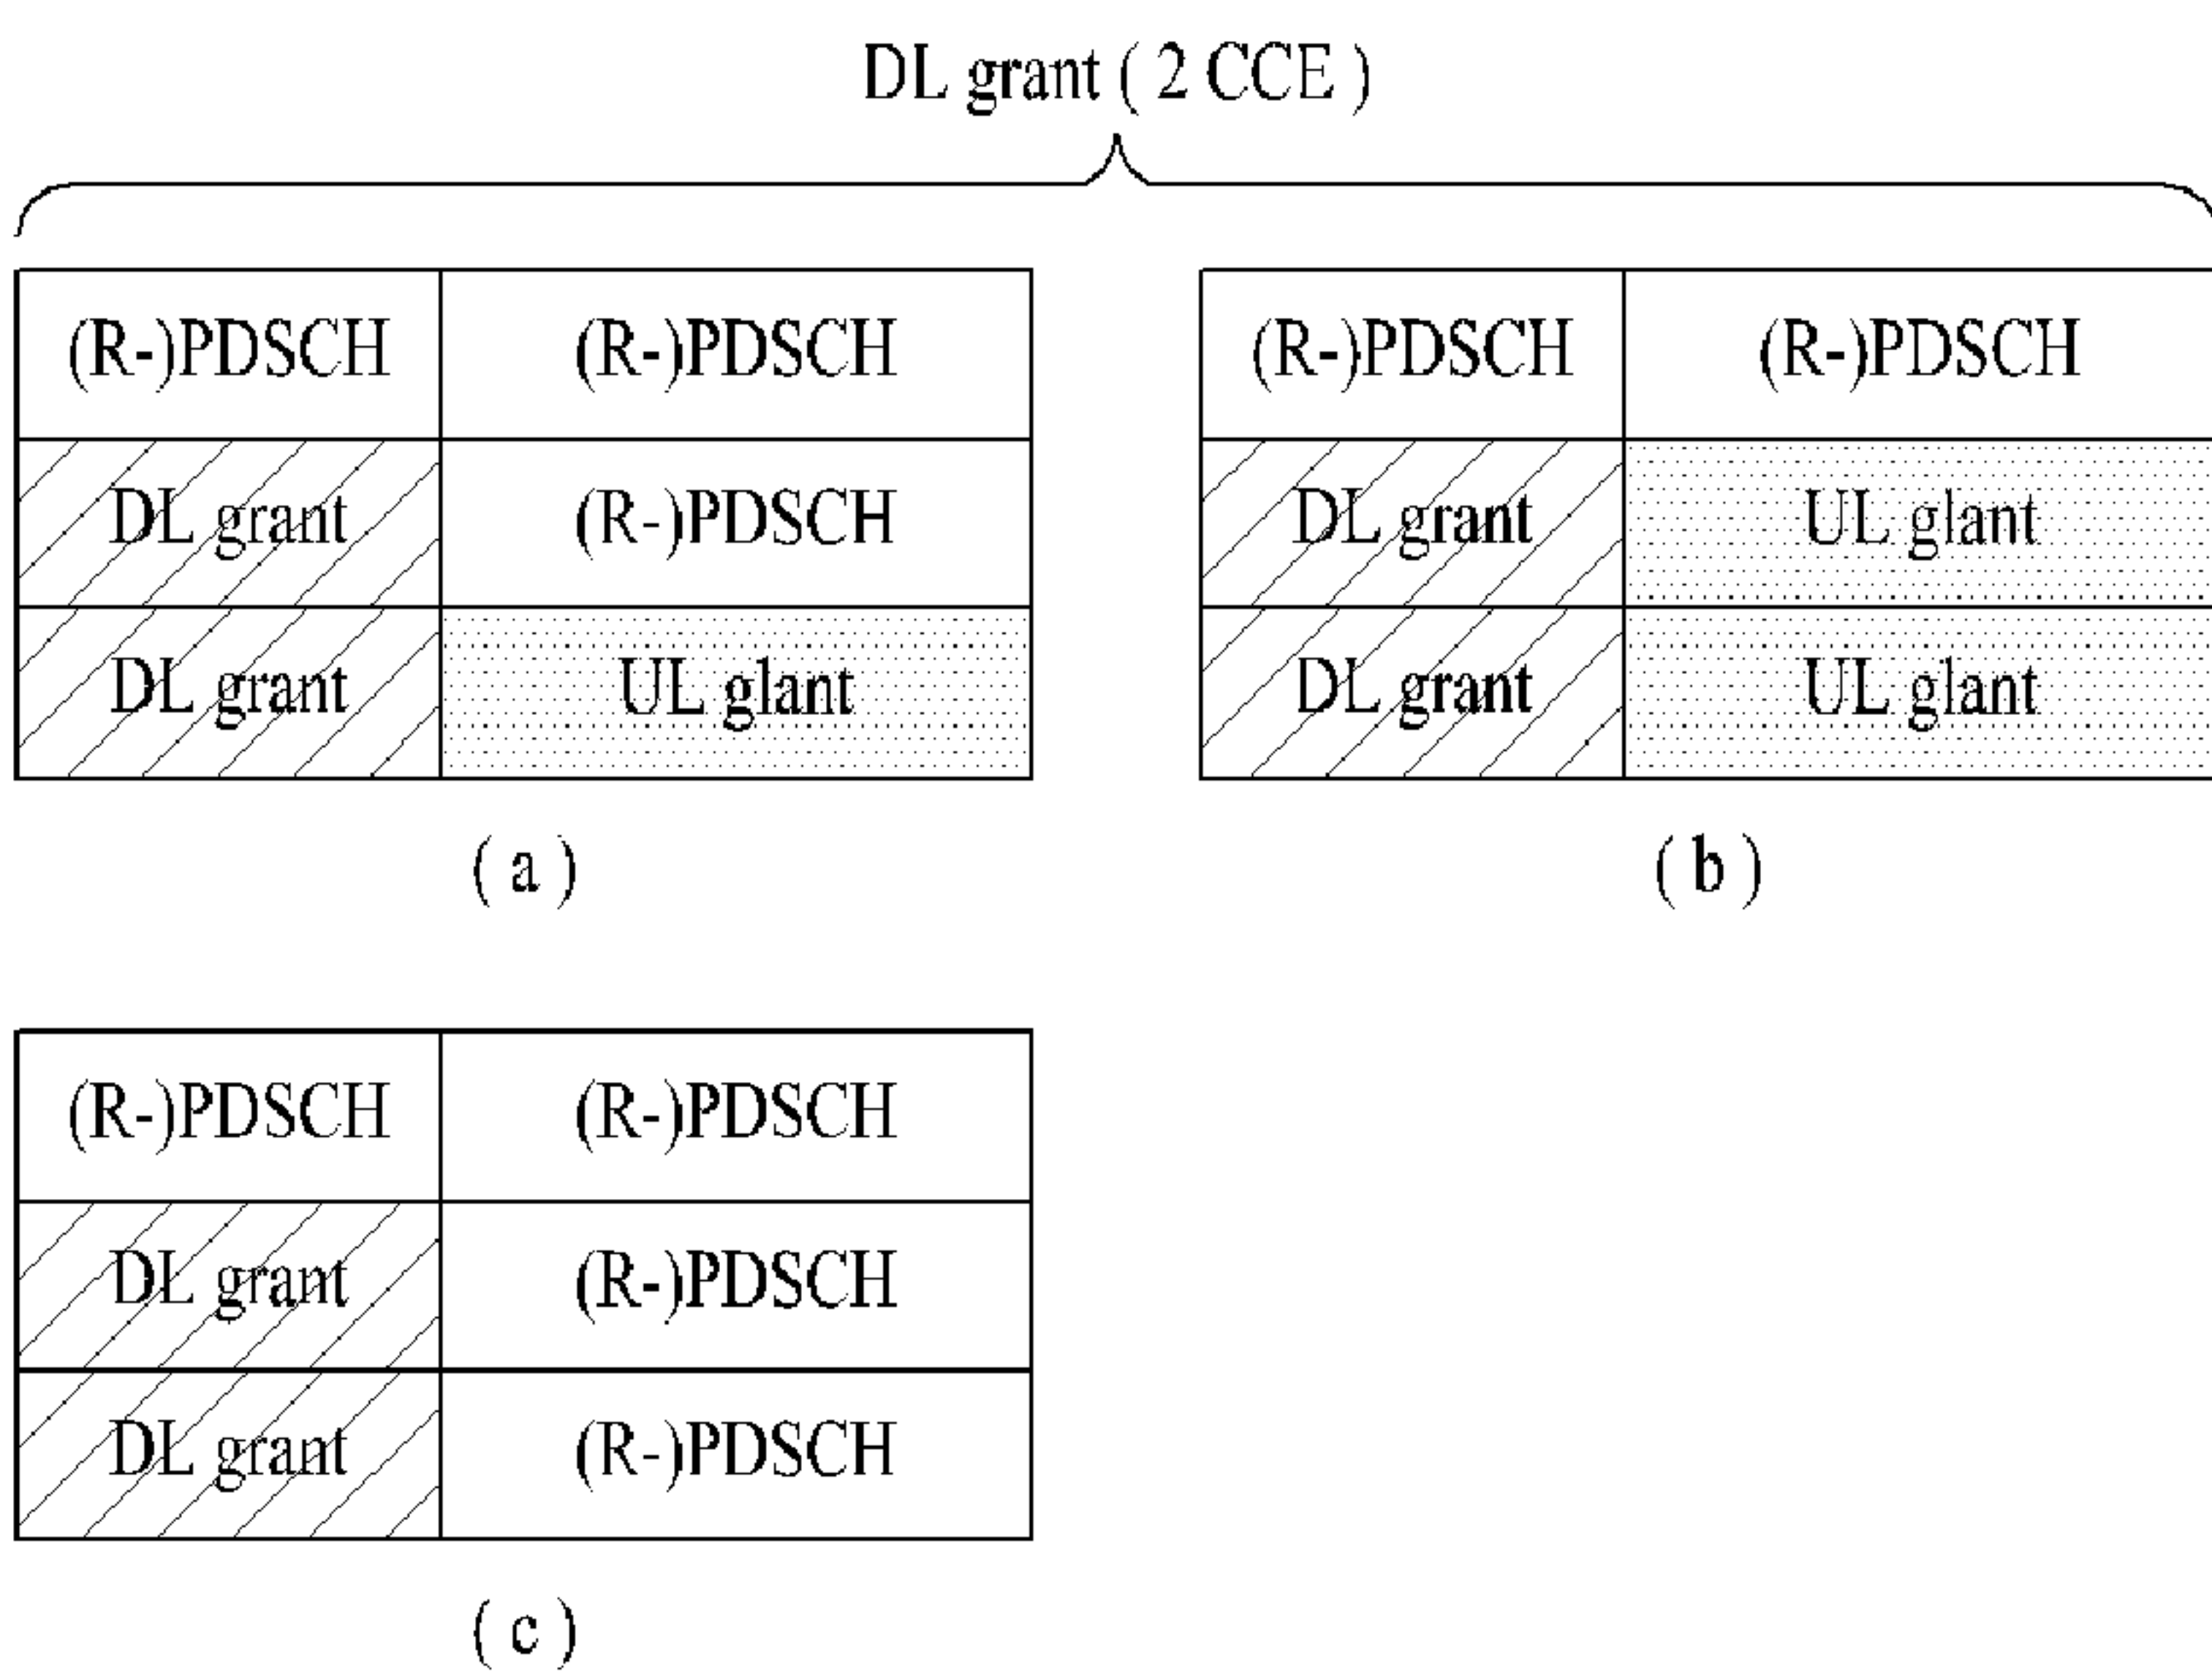 DL grant ( 2 CCE )
(R-)PDSCH (R-)PDSCH (R-)PDSCH (R-)PDSCH
DL grant (R-)PDSCH DL grant UL glant
DL grant UL glant DL grant UL glant
( a ) ( b )
(R-)PDSCH (R-)PDSCH
DL grant (R-)PDSCH
DL grant (R-)PDSCH
( c )